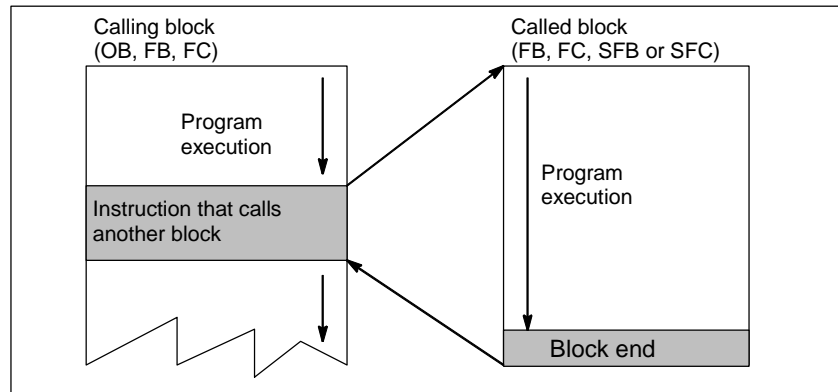 Calling block
(OB, FB, FC)
Program
execution
Instruction that calls
another block
Called block
(FB, FC, SFB or SFC)
Program
execution
Block end